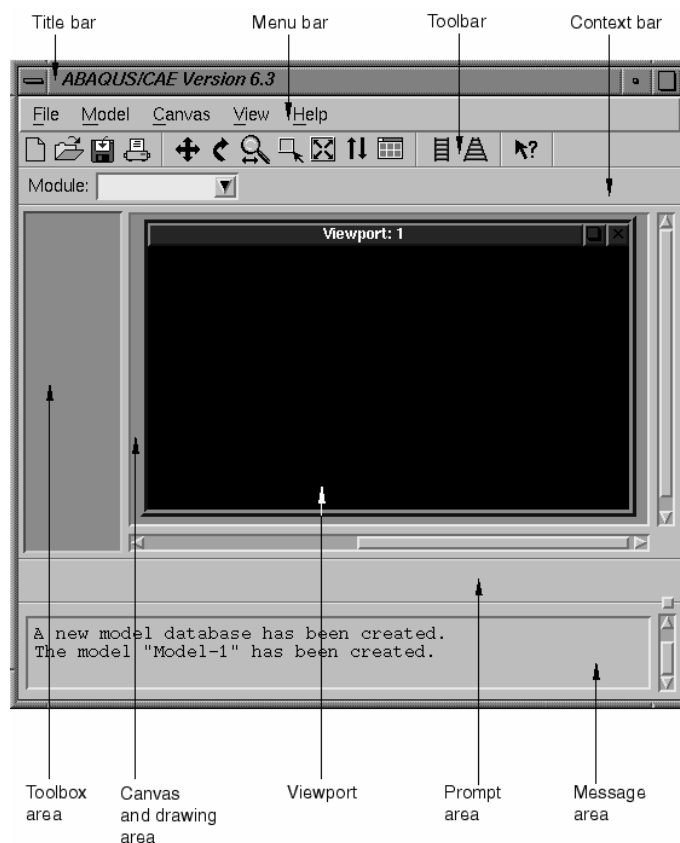 Title bar
Menu bar
Toolbar
Context bar
ABAQUS/CAE Version 6.3
File Model Canvas View Help
?
Module:
Viewport: 1
A new model database has been created.
The model "Model-1" has been created.
Toolbox
area
Canvas
and drawing
area
Viewport
Prompt
area
Message
area